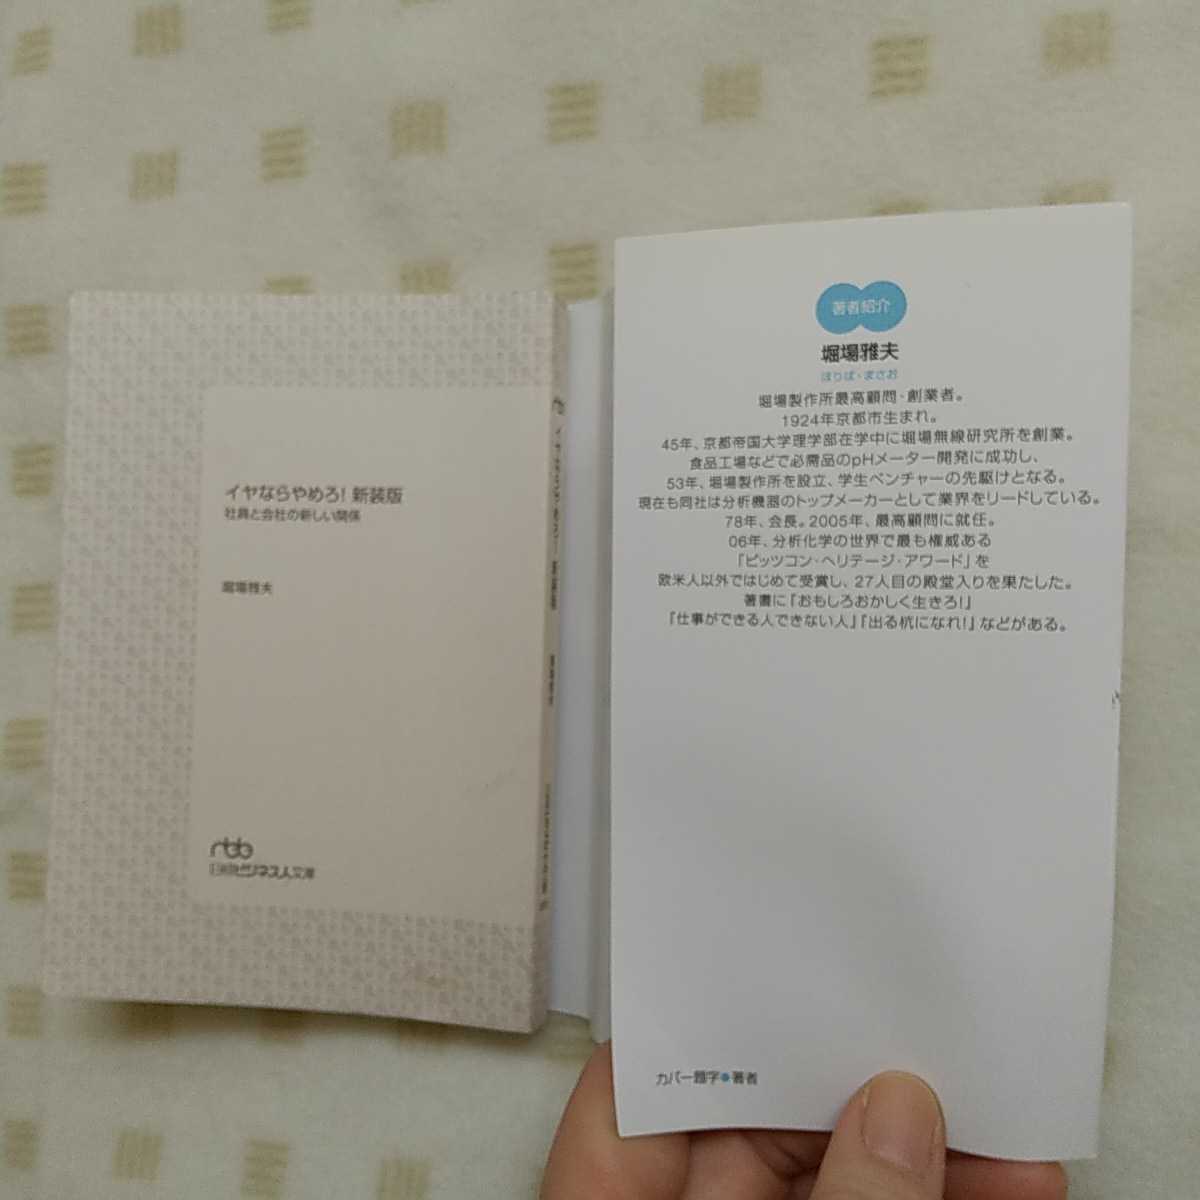 イヤならやめろ! 新装版
社員と会社の新しい関係
堀場雅夫
nbb
日経ビジネス人文庫
イヤならやめろ! 新装版
堀場雅夫
著者紹介
堀場雅夫
ほりば・まさお
堀場製作所最高顧問・創業者。
1924年京都市生まれ。
45年、京都帝国大学理学部在学中に堀場無線研究所を創業。
食品工場などで必需品のpHメーター開発に成功し、
53年、堀場製作所を設立、学生ベンチャーの先駆けとなる。
現在も同社は分析機器のトップメーカーとして業界をリードしている。
78年、会長。2005年、最高顧問に就任。
06年、分析化学の世界で最も権威ある
「ピッツコン・ヘリテージ・アワード」を
欧米人以外ではじめて受賞し、27人目の殿堂入りを果たした。
著書に『おもしろおかしく生きろ!』
『仕事ができる人できない人』『出る杭になれ!』などがある。
カバー題字●著者